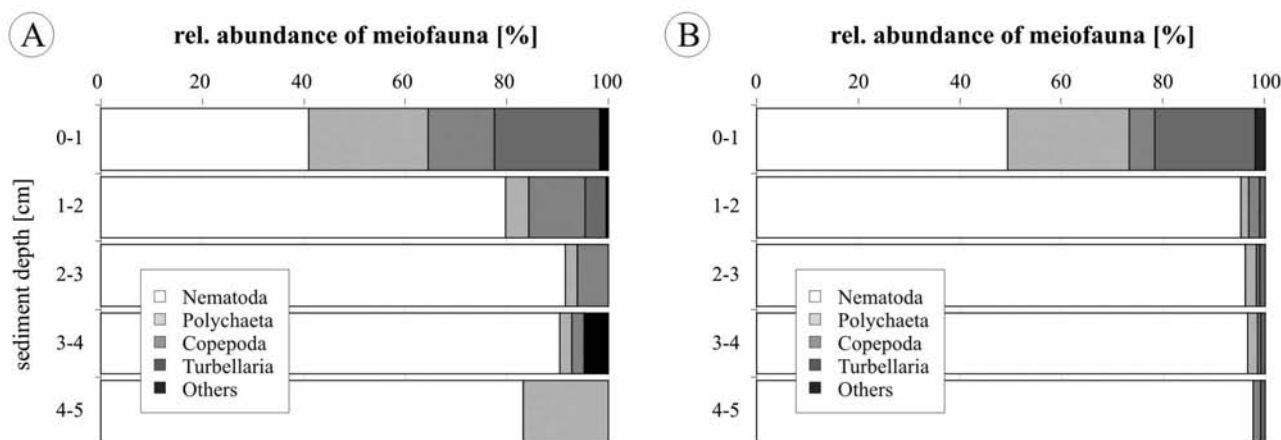 A
rel. abundance of meiofauna [%]
0 20 40 60 80 100
sediment depth [cm]
0-1
1-2
2-3
3-4
4-5
Nematoda
Polychaeta
Copepoda
Turbellaria
Others
B
rel. abundance of meiofauna [%]
0 20 40 60 80 100
0-1
1-2
2-3
3-4
4-5
Nematoda
Polychaeta
Copepoda
Turbellaria
Others